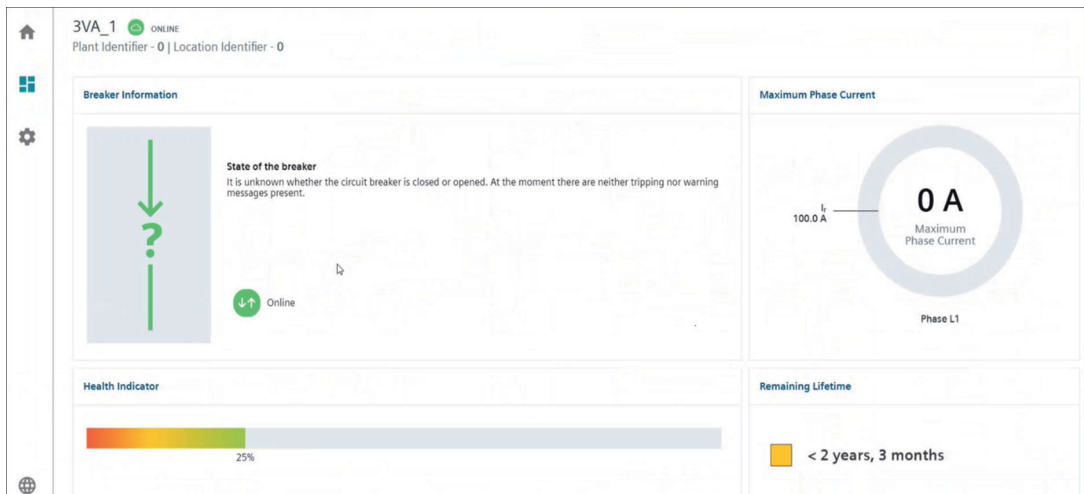 3VA_1 ONLINE
Plant Identifier - 0 | Location Identifier - 0
Breaker Information
State of the breaker
It is unknown whether the circuit breaker is closed or opened. At the moment there are neither tripping nor warning
messages present.
?
Online
Maximum Phase Current
Ir
100.0 A
0 A
Maximum
Phase Current
Phase L1
Health Indicator
25%
Remaining Lifetime
< 2 years, 3 months